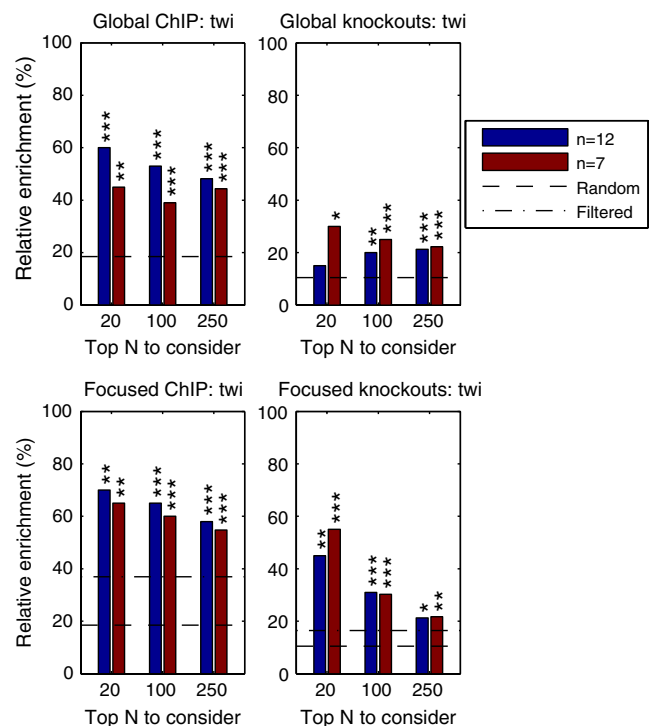 Global ChIP: twi
Relative enrichment (%)
100
80
60
40
20
0
***
**
***
***
***
***
20 100 250
Top N to consider
Global knockouts: twi
100
80
60
40
20
0
*
**
***
***
***
20 100 250
Top N to consider
n=12
n=7
Random
Filtered
Focused ChIP: twi
Relative enrichment (%)
100
80
60
40
20
0
**
**
***
***
***
***
20 100 250
Top N to consider
Focused knockouts: twi
100
80
60
40
20
0
**
***
***
***
*
**
20 100 250
Top N to consider